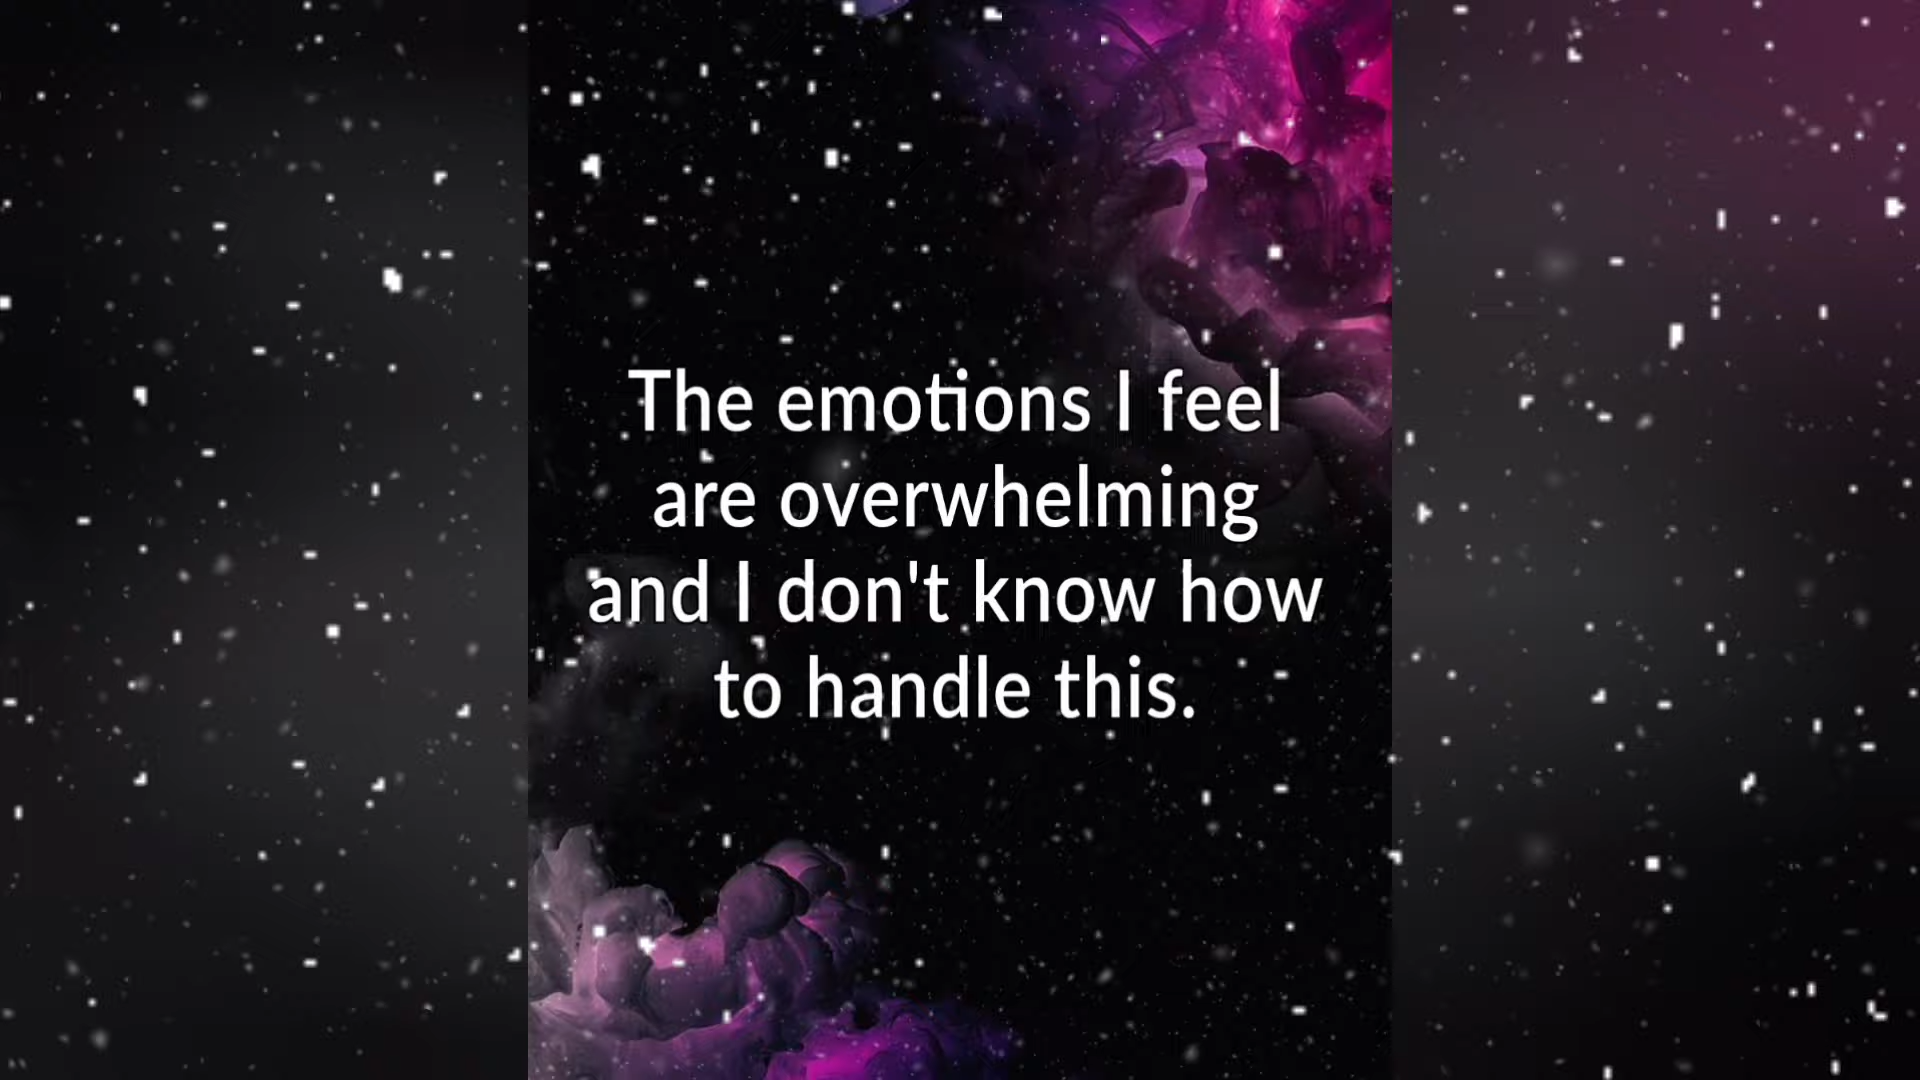 The emotions I feel
are overwhelming
and I don't know how
to handle this.